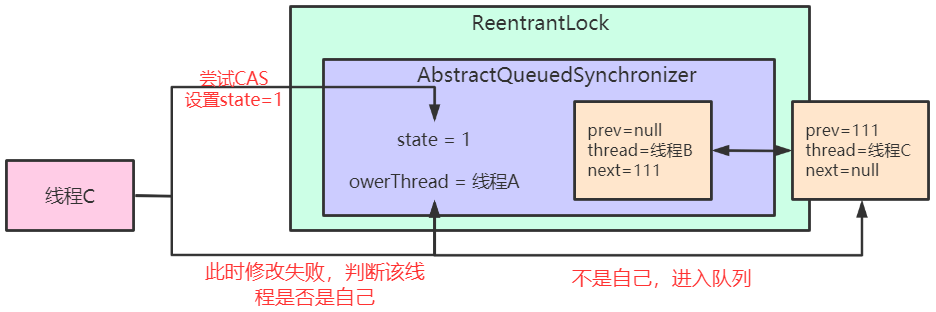 ReentrantLock
AbstractQueuedSynchronizer
尝试CAS
设置state=1
state = 1
owerThread = 线程A
prev=null
thread=线程B
next=111
prev=111
thread=线程C
next=null
线程C
此时修改失败，判断该线
程是否是自己
不是自己，进入队列